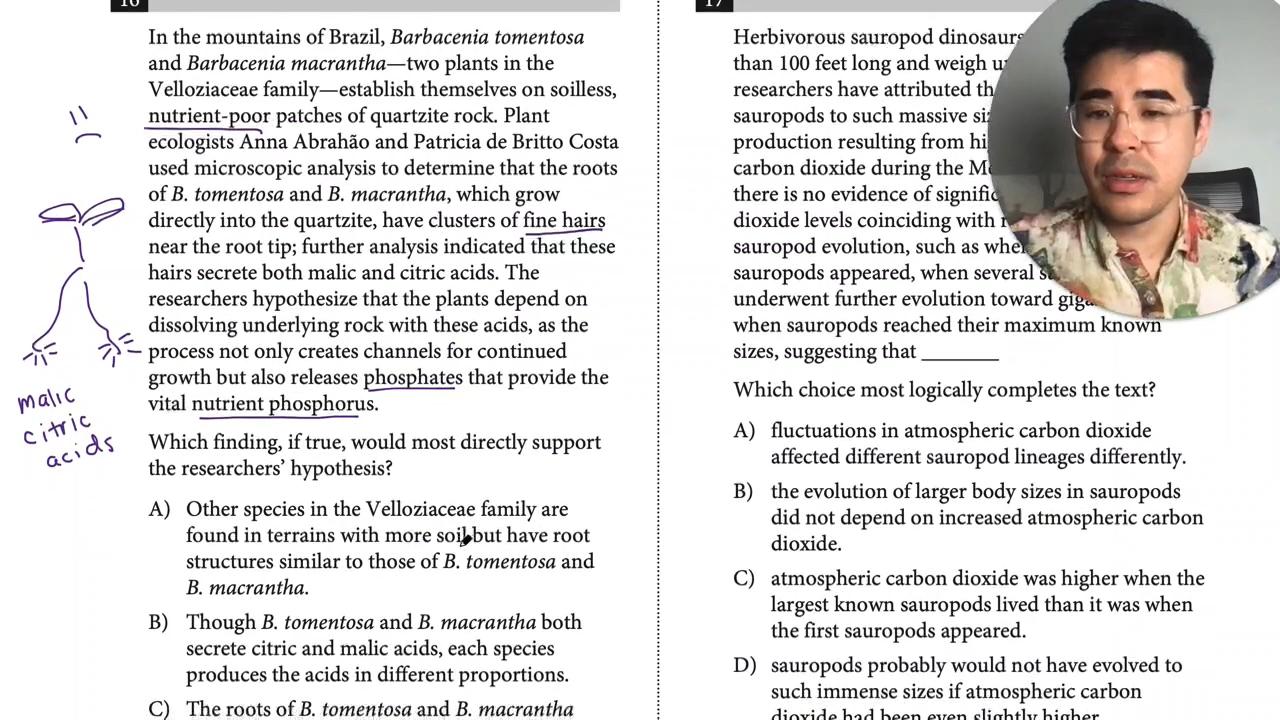 16
In the mountains of Brazil, Barbacenia tomentosa
and Barbacenia macrantha—two plants in the
Velloziaceae family—establish themselves on soilless,
nutrient-poor patches of quartzite rock. Plant
ecologists Anna Abrahão and Patricia de Britto Costa
used microscopic analysis to determine that the roots
of B. tomentosa and B. macrantha, which grow
directly into the quartzite, have clusters of fine hairs
near the root tip; further analysis indicated that these
hairs secrete both malic and citric acids. The
researchers hypothesize that the plants depend on
dissolving underlying rock with these acids, as the
process not only creates channels for continued
growth but also releases phosphates that provide the
vital nutrient phosphorus.
malic
citric
acids
Which finding, if true, would most directly support
the researchers’ hypothesis?
A) Other species in the Velloziaceae family are
found in terrains with more soil but have root
structures similar to those of B. tomentosa and
B. macrantha.
B) Though B. tomentosa and B. macrantha both
secrete citric and malic acids, each species
produces the acids in different proportions.
C) The roots of B. tomentosa and B. macrantha
17
Herbivorous sauropod dinosaurs
than 100 feet long and weigh
researchers have attributed
sauropods to such massive
production resulting from
carbon dioxide during the
there is no evidence of
dioxide levels coinciding with
sauropod evolution, such as
sauropods appeared, when several
underwent further evolution toward
when sauropods reached their maximum known
sizes, suggesting that ______
Which choice most logically completes the text?
A) fluctuations in atmospheric carbon dioxide
affected different sauropod lineages differently.
B) the evolution of larger body sizes in sauropods
did not depend on increased atmospheric carbon
dioxide.
C) atmospheric carbon dioxide was higher when the
largest known sauropods lived than it was when
the first sauropods appeared.
D) sauropods probably would not have evolved to
such immense sizes if atmospheric carbon
dioxide had been even slightly higher.